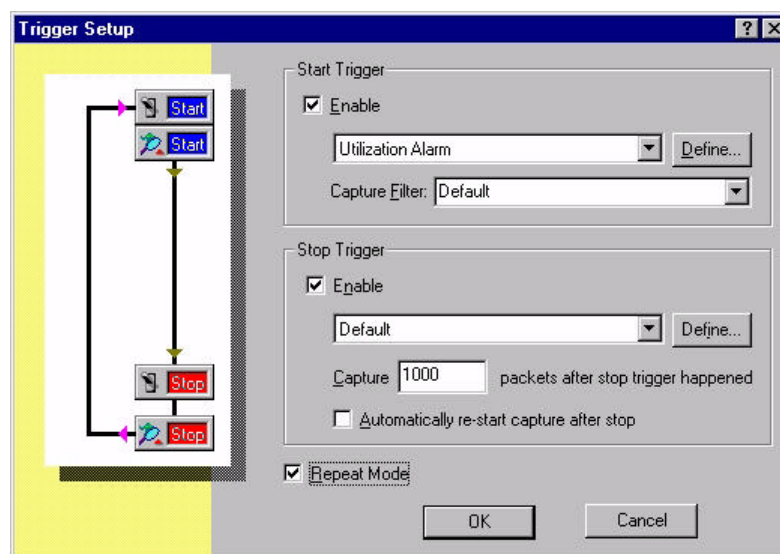 Trigger Setup
Start
Start
Stop
Stop
Start Trigger
Enable
Utilization Alarm
Define...
Capture Filter: Default
Stop Trigger
Enable
Default
Define...
Capture 1000 packets after stop trigger happened
Automatically re-start capture after stop
Repeat Mode
OK
Cancel